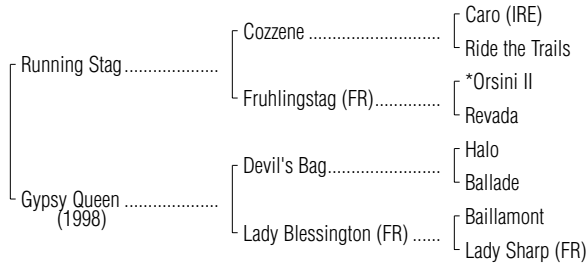 Caro (IRE)
Cozzene ......................................
Ride the Trails
Running Stag....................
*Orsini II
Fruhlingstag (FR)..............
Revada
Halo
Devil's Bag........................
Ballade
Gypsy Queen ....................
(1998)
Baillamont
Lady Blessington (FR) ......
Lady Sharp (FR)